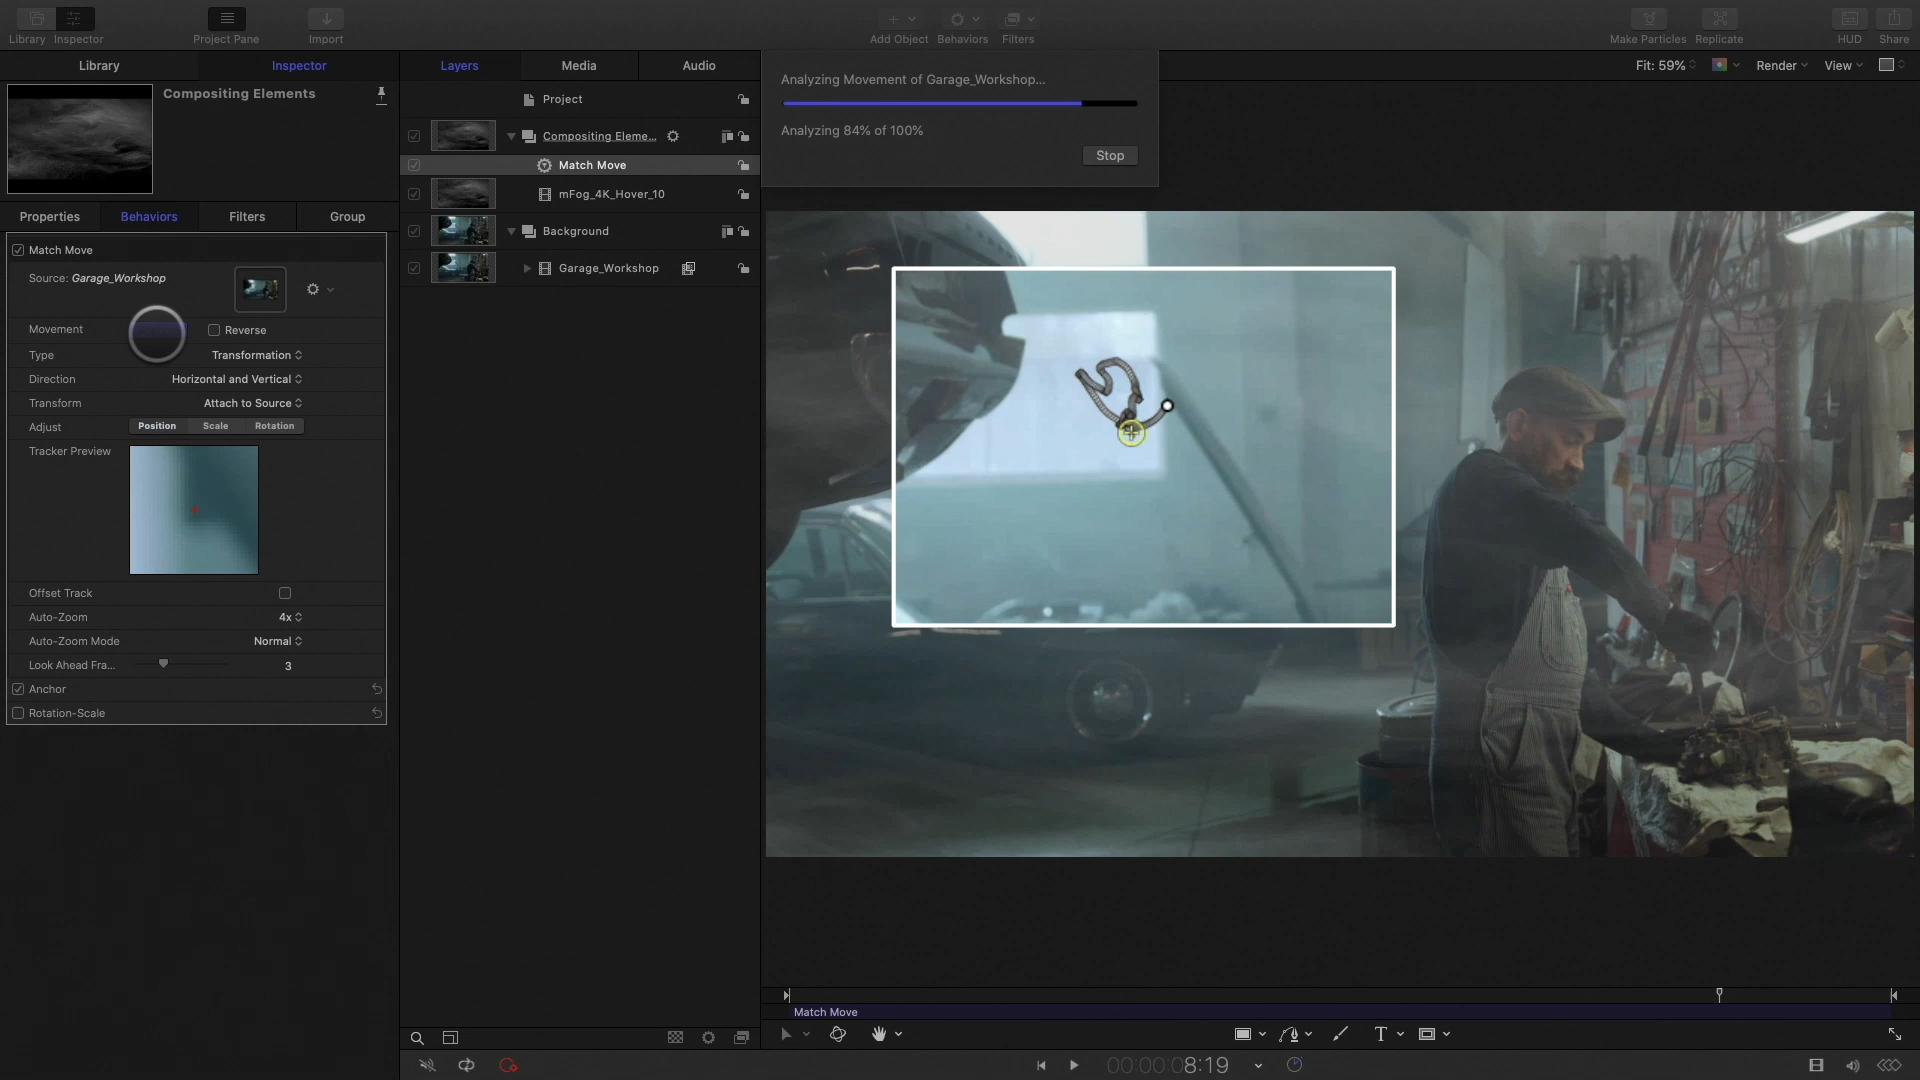 Library Inspector Project Pane Import Add Object Behaviors Filters Make Particles Replicate HUD Share
Library Inspector Layers Media Audio Fit: 59% Render View
Compositing Elements
Properties Behaviors Filters Group
Match Move
Source: Garage_Workshop
Movement Reverse
Type Transformation
Direction Horizontal and Vertical
Transform Attach to Source
Adjust Position Scale Rotation
Tracker Preview
Offset Track
Auto-Zoom 4x
Auto-Zoom Mode Normal
Look Ahead Fra... 3
Anchor
Rotation-Scale
Project
Compositing Eleme...
Match Move
mFog_4K_Hover_10
Background
Garage_Workshop
Analyzing Movement of Garage_Workshop...
Analyzing 84% of 100%
Stop
Match Move
T
00:00:08:19